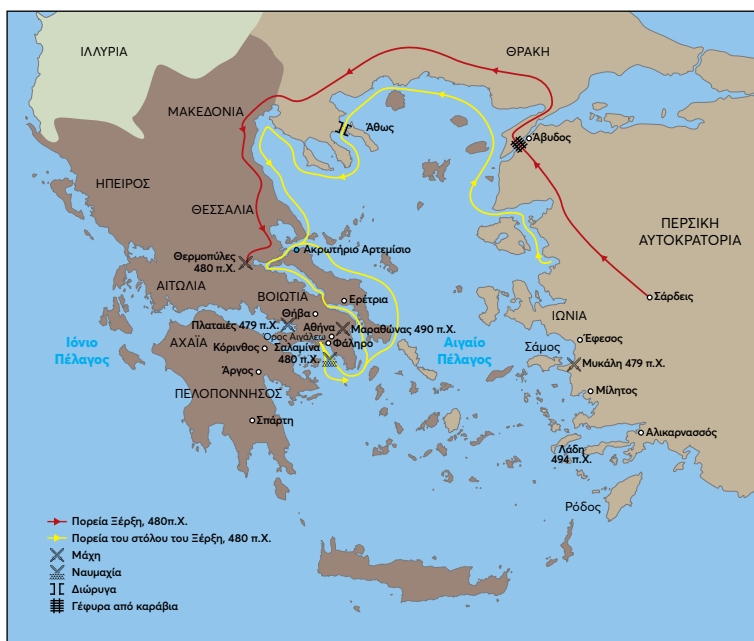 ΙΛΛΥΡΙΑ
ΘΡΑΚΗ
ΜΑΚΕΔΟΝΙΑ
Άθως
Άβυδος
ΗΠΕΙΡΟΣ
ΘΕΣΣΑΛΙΑ
ΠΕΡΣΙΚΗ
ΑΥΤΟΚΡΑΤΟΡΙΑ
Ακρωτήριο Αρτεμίσιο
Θερμοπύλες
480 π.Χ.
ΑΙΤΩΛΙΑ
Σάρδεις
ΒΟΙΩΤΙΑ
Ερέτρια
Θήβα
ΙΩΝΙΑ
Πλαταιές 479 π.Χ.
Αθήνα
Μαραθώνας 490 π.Χ.
Όρος Αιγάλεω
Φάληρο
Ιόνιο
Πέλαγος
ΑΧΑΪΑ
Κόρινθος
Σαλαμίνα
480 π.Χ.
Αιγαίο
Πέλαγος
Έφεσος
Σάμος
Μυκάλη 479 π.Χ.
Άργος
ΠΕΛΟΠΟΝΝΗΣΟΣ
Μίλητος
Σπάρτη
Αλικαρνασσός
Λάδη
494 π.Χ.
Ρόδος
Πορεία Ξέρξη, 480π.Χ.
Πορεία του στόλου του Ξέρξη, 480 π.Χ.
Μάχη
Ναυμαχία
Διώρυγα
Γέφυρα από καράβια